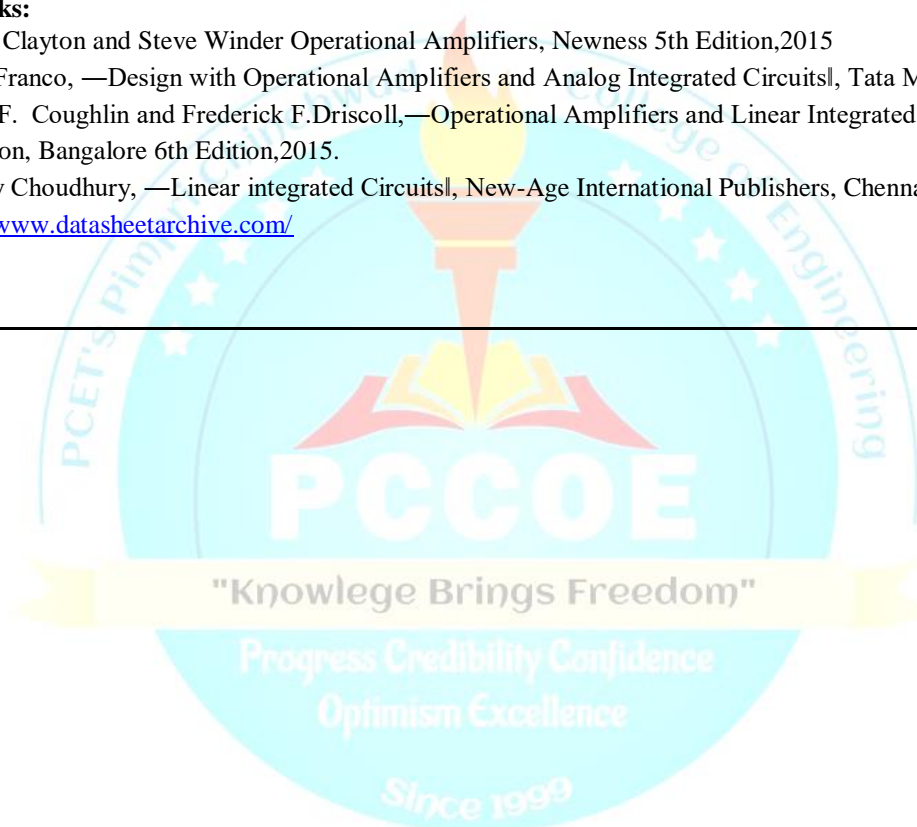 ks:
Clayton and Steve Winder Operational Amplifiers, Newness 5th Edition,2015
Franco, ―Design with Operational Amplifiers and Analog Integrated Circuits‖, Tata M
F. Coughlin and Frederick F.Driscoll,―Operational Amplifiers and Linear Integrated
on, Bangalore 6th Edition,2015.
y Choudhury, ―Linear integrated Circuits‖, New-Age International Publishers, Chenna
www.datasheetarchive.com/
PCET's Pimpri Chinchwad College of Engineering
PCCOE
"Knowlege Brings Freedom"
Progress Credibility Confidence
Optimism Excellence
Since 1999